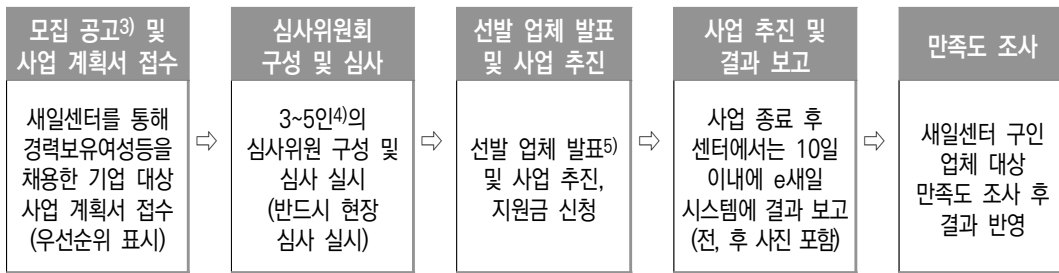 모집 공고3) 및
사업 계획서 접수
새일센터를 통해
경력보유여성등을
채용한 기업 대상
사업 계획서 접수
(우선순위 표시)
⇨
심사위원회
구성 및 심사
3~5인4)의
심사위원 구성 및
심사 실시
(반드시 현장
심사 실시)
⇨
선발 업체 발표
및 사업 추진
선발 업체 발표5)
및 사업 추진,
지원금 신청
⇨
사업 추진 및
결과 보고
사업 종료 후
센터에서는 10일
이내에 e새일
시스템에 결과 보고
(전, 후 사진 포함)
⇨
만족도 조사
새일센터 구인
업체 대상
만족도 조사 후
결과 반영